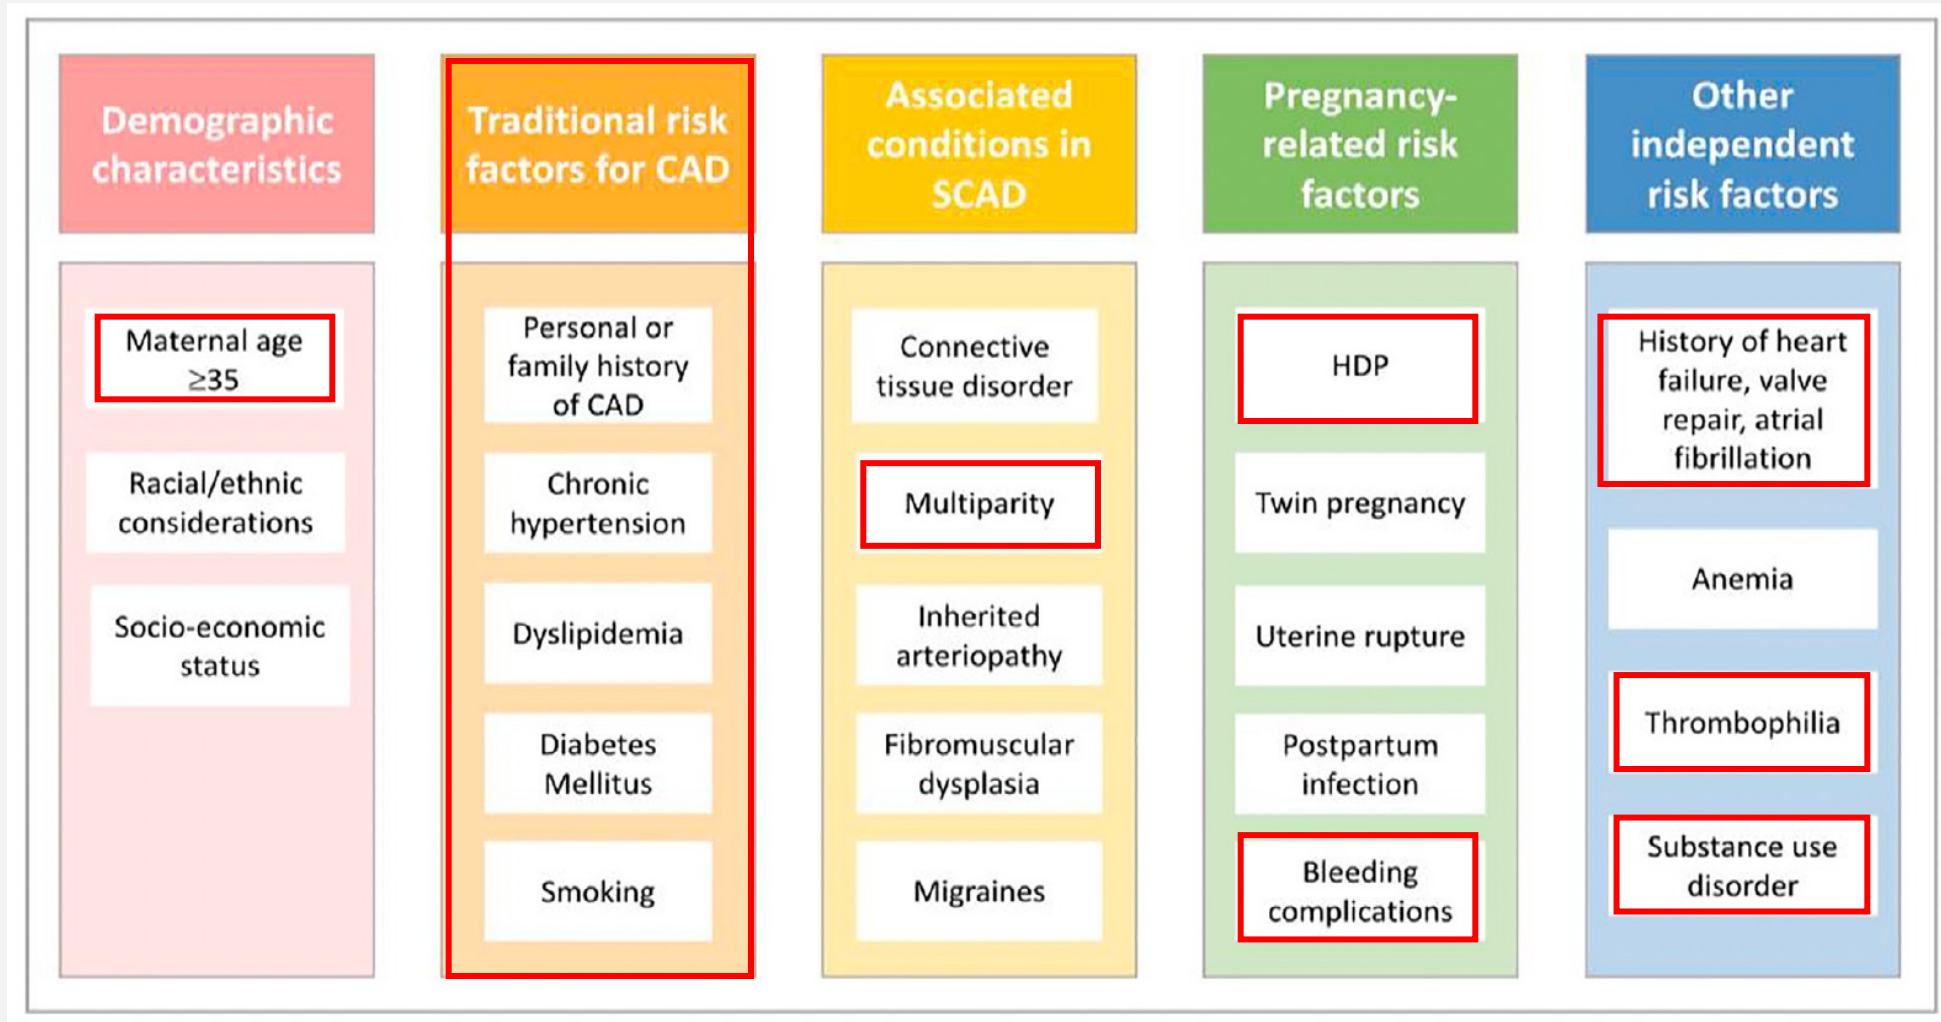 Demographic
characteristics
Maternal age
≥35
Racial/ethnic
considerations
Socio-economic
status
Traditional risk
factors for CAD
Personal or
family history
of CAD
Chronic
hypertension
Dyslipidemia
Diabetes
Mellitus
Smoking
Associated
conditions in
SCAD
Connective
tissue disorder
Multiparity
Inherited
arteriopathy
Fibromuscular
dysplasia
Migraines
Pregnancy-
related risk
factors
HDP
Twin pregnancy
Uterine rupture
Postpartum
infection
Bleeding
complications
Other
independent
risk factors
History of heart
failure, valve
repair, atrial
fibrillation
Anemia
Thrombophilia
Substance use
disorder